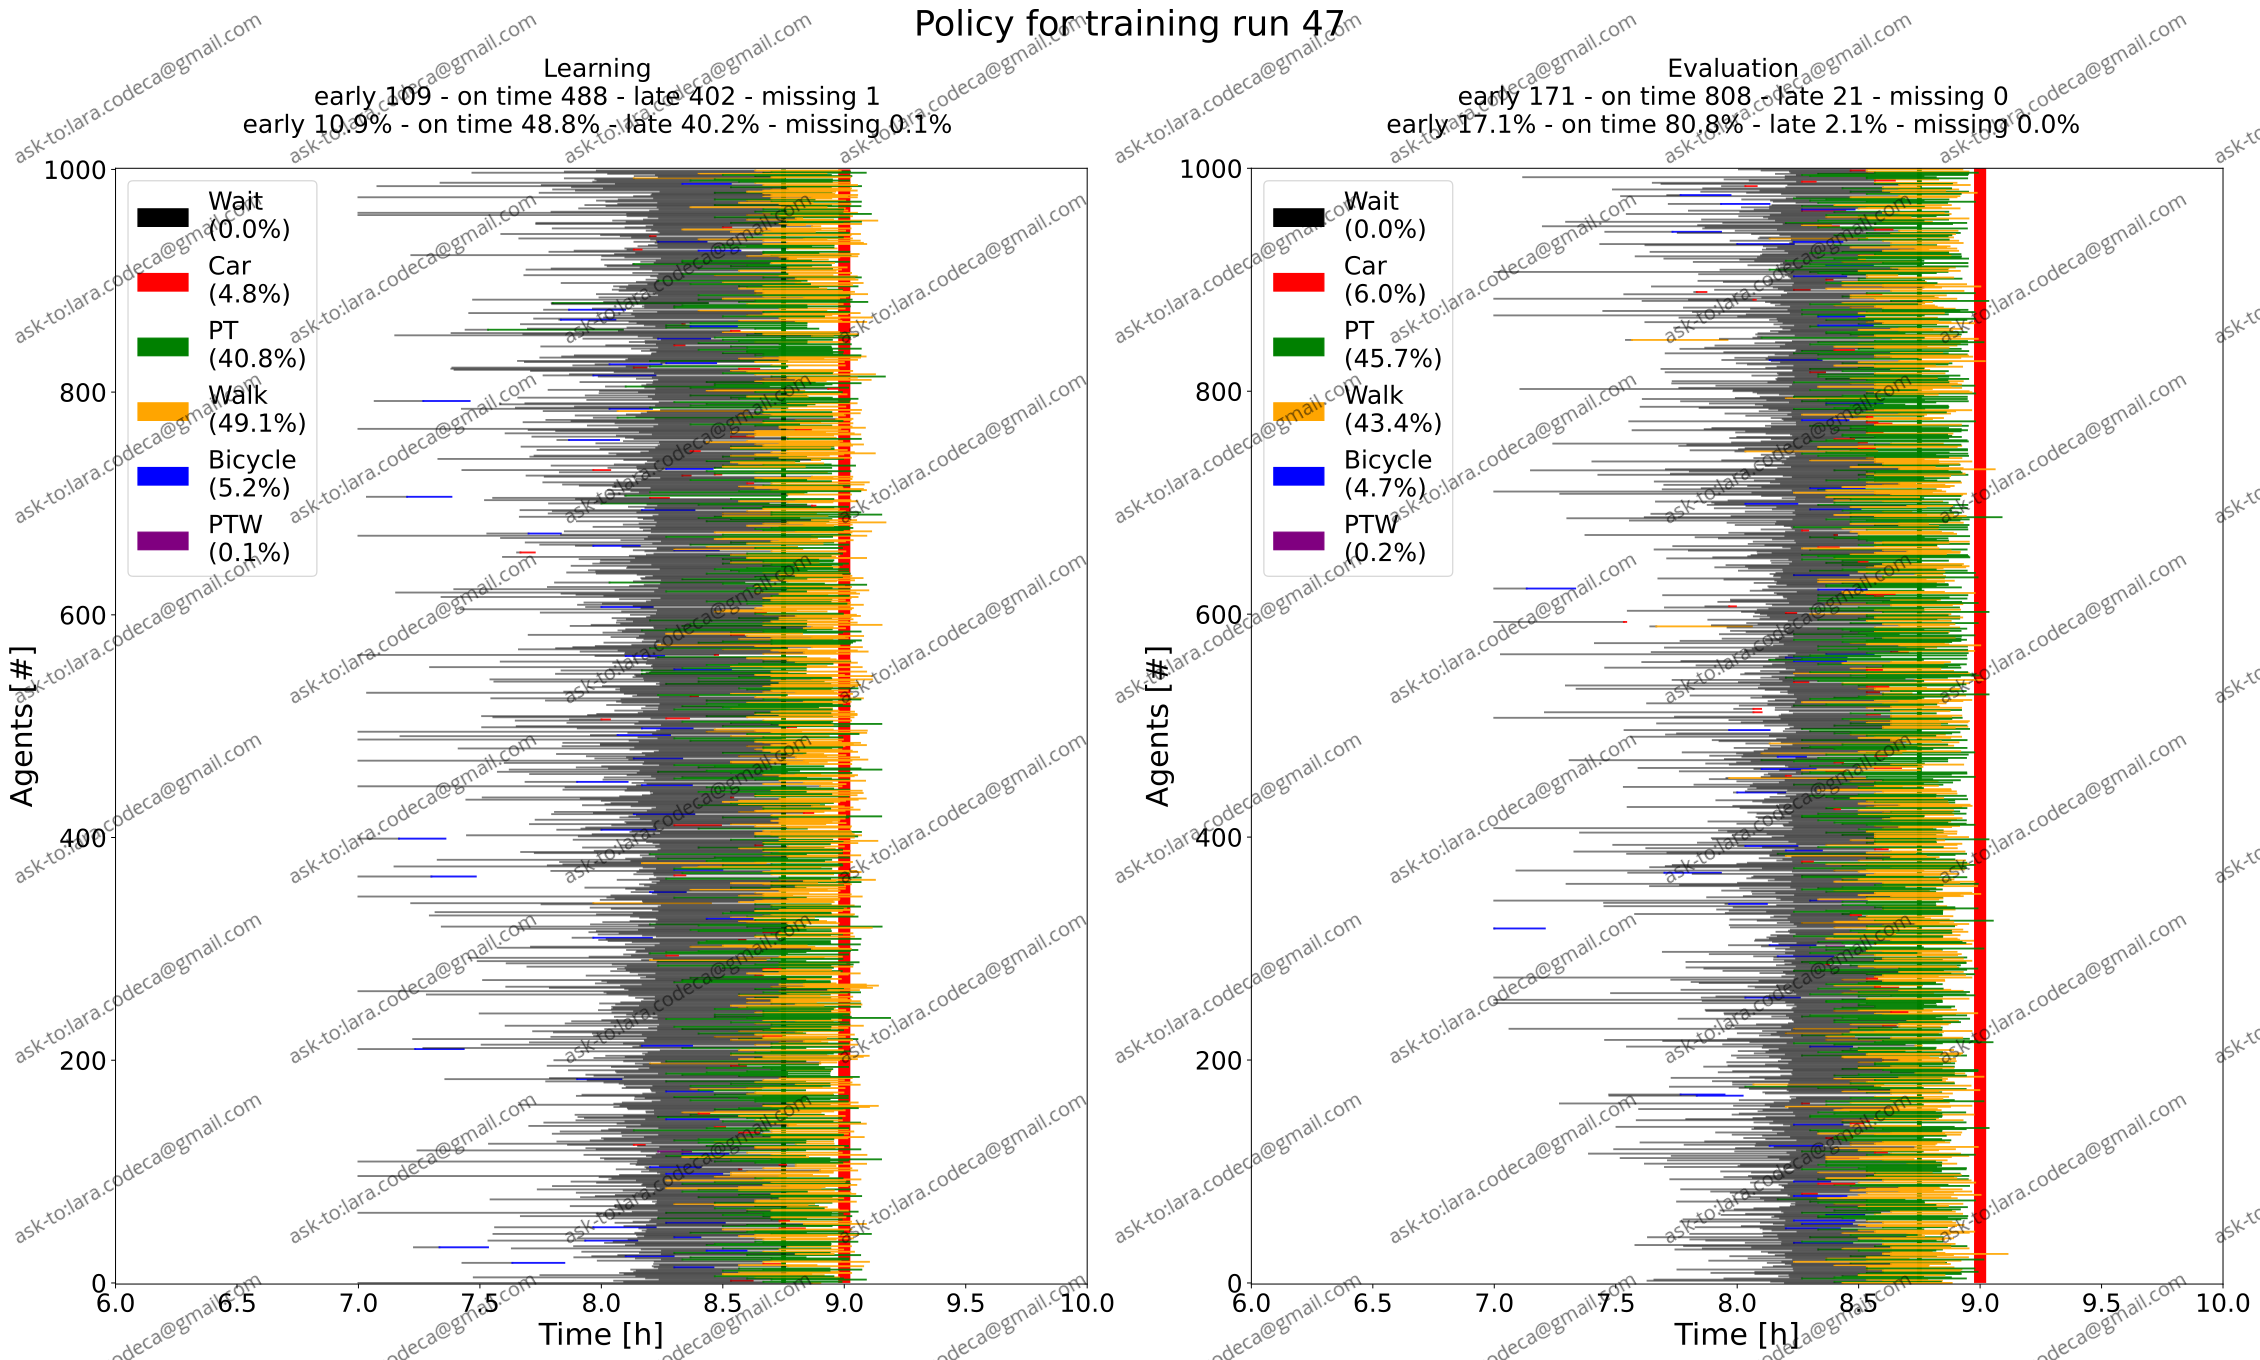 Policy for training run 47
Learning
early 109 - on time 488 - late 402 - missing 1
early 10.9% - on time 48.8% - late 40.2% - missing 0.1%
Evaluation
early 171 - on time 808 - late 21 - missing 0
early 17.1% - on time 80.8% - late 2.1% - missing 0.0%
Wait
(0.0%)
Car
(4.8%)
PT
(40.8%)
Walk
(49.1%)
Bicycle
(5.2%)
PTW
(0.1%)
Agents [#]
1000
800
600
400
200
0
6.0 6.5 7.0 7.5 8.0 8.5 9.0 9.5 10.0
Time [h]
Wait
(0.0%)
Car
(6.0%)
PT
(45.7%)
Walk
(43.4%)
Bicycle
(4.7%)
PTW
(0.2%)
Agents [#]
1000
800
600
400
200
0
6.0 6.5 7.0 7.5 8.0 8.5 9.0 9.5 10.0
Time [h]
ask-to:lara.codeca@gmail.com